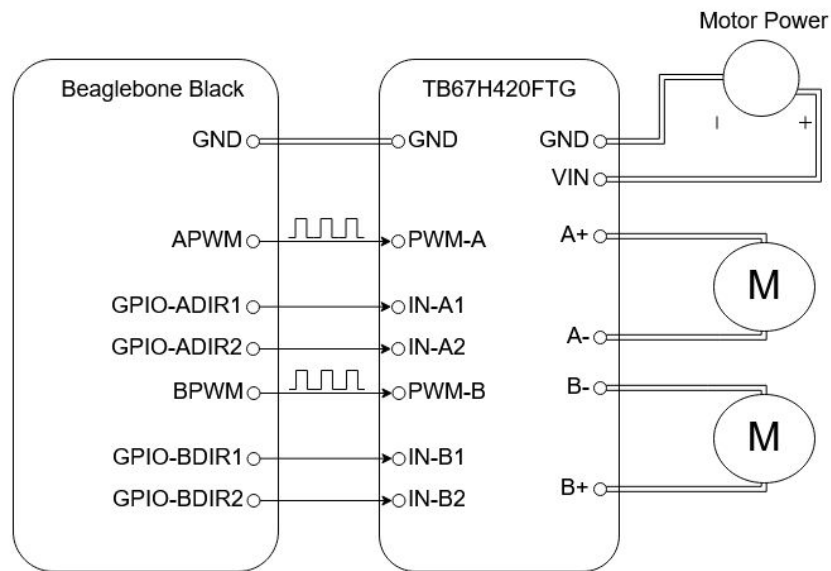 Motor Power
Beaglebone Black
TB67H420FTG
GND
GND
GND
VIN
− +
APWM
PWM-A
A+
GPIO-ADIR1
IN-A1
GPIO-ADIR2
IN-A2
A-
BPWM
PWM-B
B-
GPIO-BDIR1
IN-B1
GPIO-BDIR2
IN-B2
B+
M
M